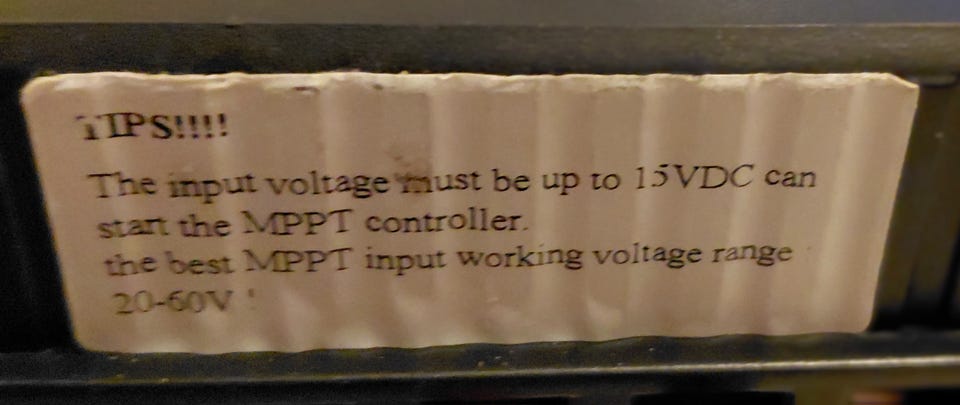 TIPS!!!!
The input voltage must be up to 15VDC can
start the MPPT controller.
the best MPPT input working voltage range
20-60V !